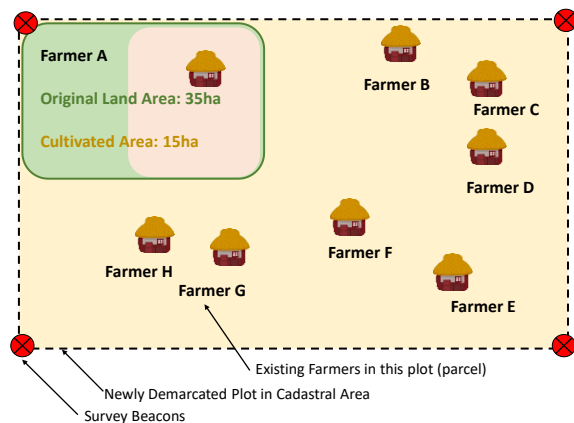 Farmer A
Original Land Area: 35ha
Cultivated Area: 15ha
Farmer B
Farmer C
Farmer D
Farmer F
Farmer H
Farmer G
Farmer E
Existing Farmers in this plot (parcel)
Newly Demarcated Plot in Cadastral Area
Survey Beacons